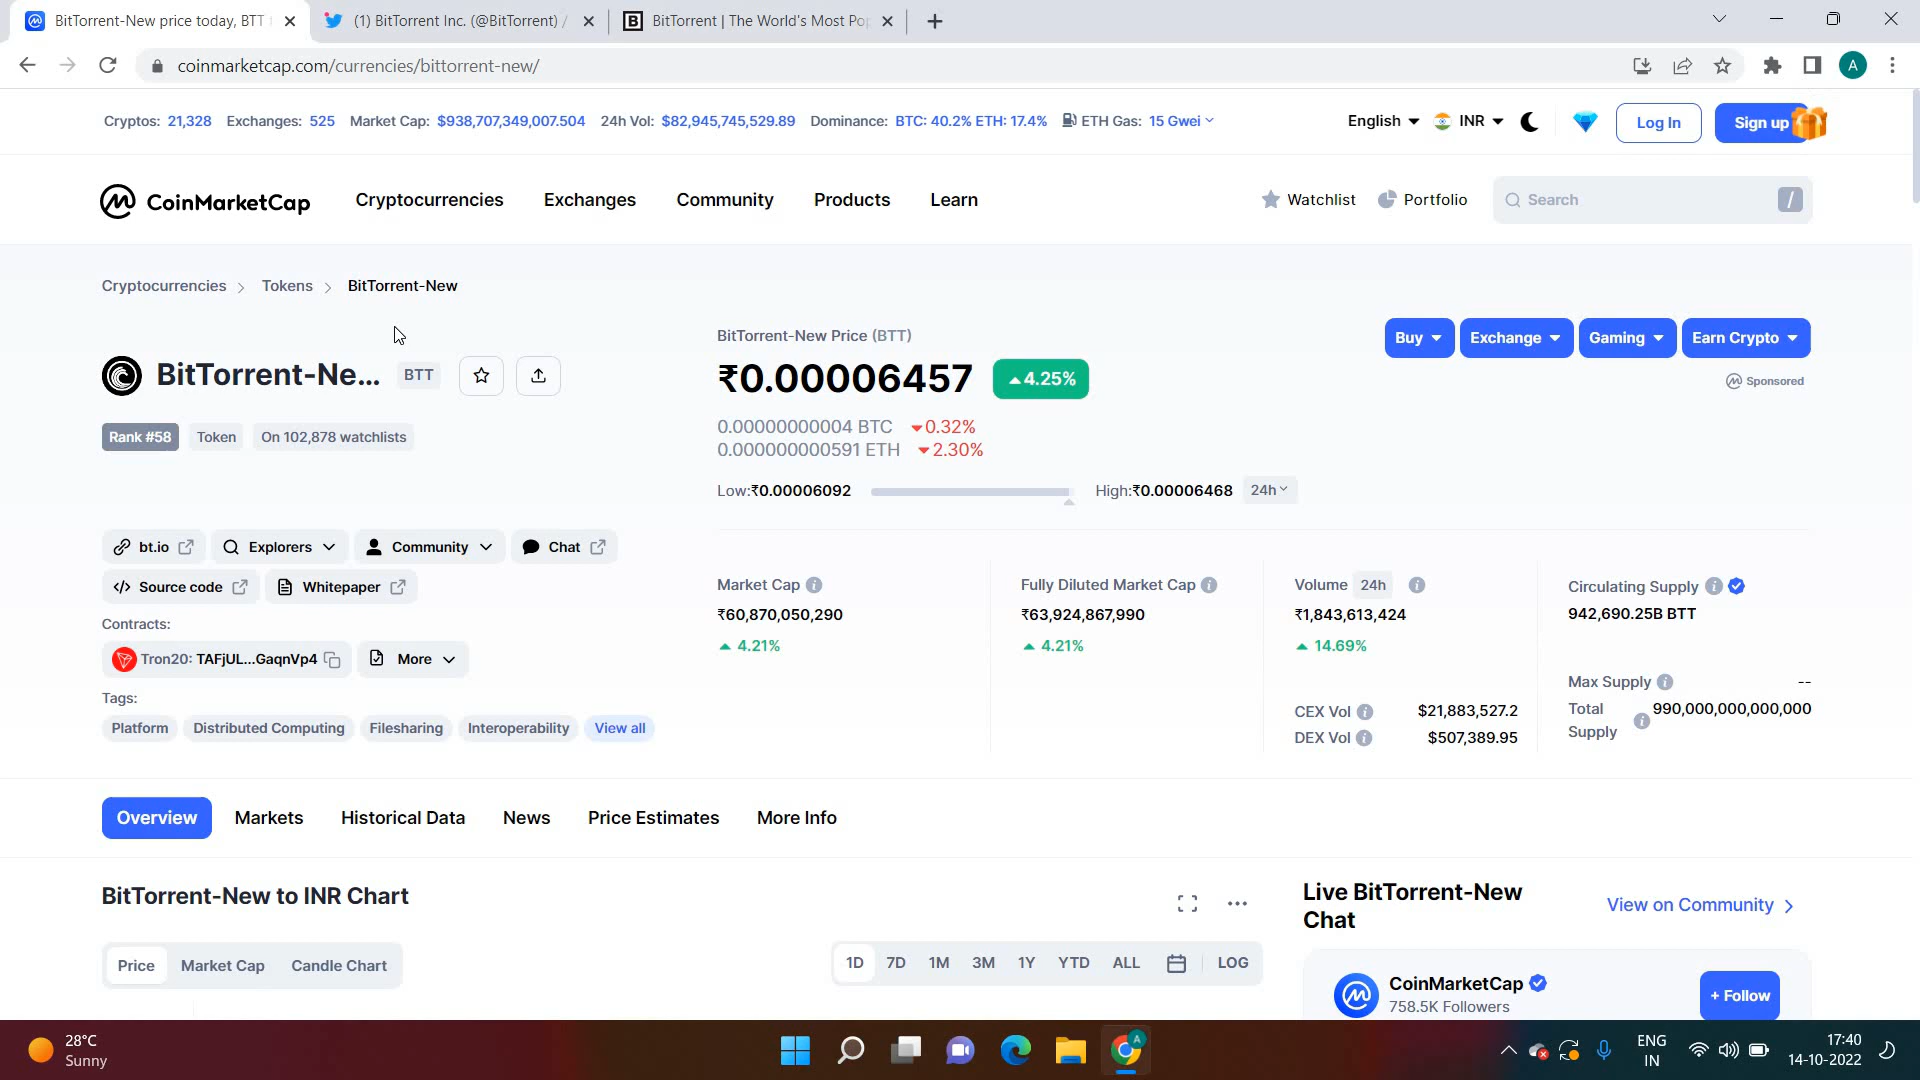 BitTorrent-New price today, BTT
(1) BitTorrent Inc. (@BitTorrent) /
BitTorrent | The World's Most Po
coinmarketcap.com/currencies/bittorrent-new/
A
Cryptos: 21,328 Exchanges: 525 Market Cap: $938,707,349,007.504 24h Vol: $82,945,745,529.89 Dominance: BTC: 40.2% ETH: 17.4% ETH Gas: 15 Gwei
English INR Log In Sign up
CoinMarketCap Cryptocurrencies Exchanges Community Products Learn Watchlist Portfolio Search /
Cryptocurrencies > Tokens > BitTorrent-New
BitTorrent-New Price (BTT)
Buy Exchange Gaming Earn Crypto
BitTorrent-Ne... BTT
₹0.00006457 4.25%
Sponsored
0.00000000004 BTC 0.32%
Rank #58 Token On 102,878 watchlists
0.000000000591 ETH 2.30%
Low:₹0.00006092 High:₹0.00006468 24h
bt.io Explorers Community Chat
Source code Whitepaper
Contracts:
Tron20: TAFjUL...GaqnVp4 More
Tags:
Platform Distributed Computing Filesharing Interoperability View all
Market Cap
₹60,870,050,290
4.21%
Fully Diluted Market Cap
₹63,924,867,990
4.21%
Volume 24h
₹1,843,613,424
14.69%
CEX Vol $21,883,527.2
DEX Vol $507,389.95
Circulating Supply
942,690.25B BTT
Max Supply --
Total Supply 990,000,000,000,000
Overview Markets Historical Data News Price Estimates More Info
BitTorrent-New to INR Chart
Price Market Cap Candle Chart
1D 7D 1M 3M 1Y YTD ALL LOG
Live BitTorrent-New
Chat
View on Community >
CoinMarketCap
758.5K Followers
+ Follow
28°C
Sunny
A
ENG
IN
17:40
14-10-2022